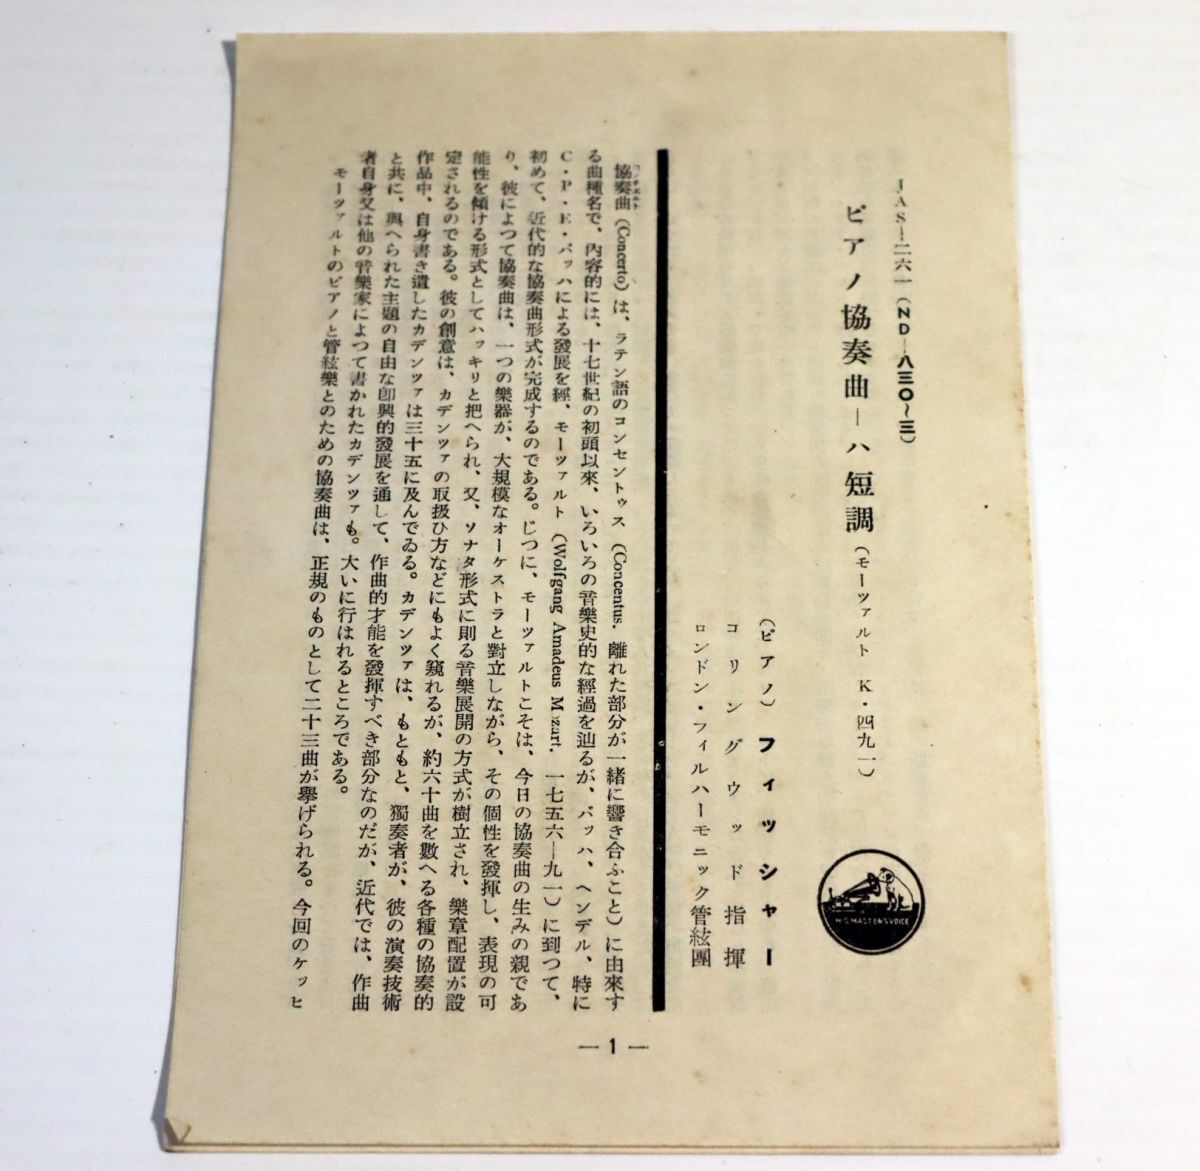 JAS―二六一(ND―八三〇~三)
ピアノ協奏曲―ハ短調(モーツァルト K・四九一)
(ピアノ)フィッシャー
コリングウッド指揮
ロンドン・フィルハーモニック管絃團
HIS MASTER'S VOICE
協奏曲(Concerto)は、ラテン語のコンセントゥス(Concentus. 離れた部分が一緒に響き合ふこと)に由來す
る曲種名で、内容的には、十七世紀の初頭以來、いろいろの音樂史的な經過を辿るが、バッハ、ヘンデル、特に
C・P・E・バッハによる發展を經、モーツァルト(Wolfgang Amadeus Mozart. 一七五六―九一)に到つて、
初めて、近代的な協奏曲形式が完成するのである。じつに、モーツァルトこそは、今日の協奏曲の生みの親であ
り、彼によつて協奏曲は、一つの樂器が、大規模なオーケストラと對立しながら、その個性を發揮し、表現の可
能性を傾ける形式としてハッキリと把へられ、又、ソナタ形式に則る音樂展開の方式が樹立され、樂章配置が設
定されるのである。彼の創意は、カデンツァの取扱ひ方などにもよく窺れるが、約六十曲を數へる各種の協奏的
作品中、自身書き遺したカデンツァは三十五に及んでゐる。カデンツァは、もともと、獨奏者が、彼の演奏技術
と共に、與へられた主題の自由な卽興的發展を通して、作曲的才能を發揮すべき部分なのだが、近代では、作曲
者自身又は他の音樂家によつて書かれたカデンツァも。大いに行はれるところである。
モーツァルトのピアノと管絃樂とのための協奏曲は、正規のものとして二十三曲が擧げられる。今回のケッヒ
― 1 ―